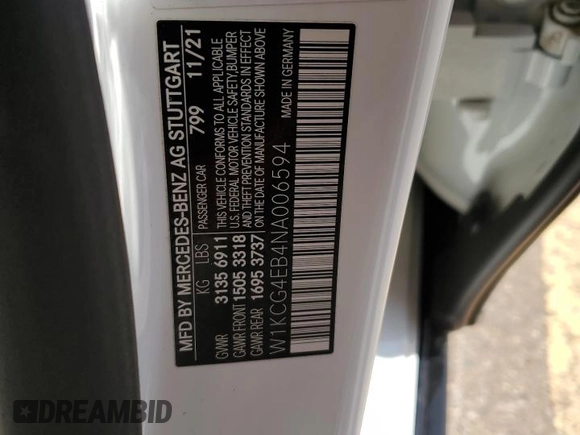 MFD BY MERCEDES-BENZ AG STUTTGART
799 11/21
KG LBS PASSENGER CAR
GVWR 3135 6911
GAWR FRONT 1505 3318
GAWR REAR 1695 3737
THIS VEHICLE CONFORMS TO ALL APPLICABLE
U.S. FEDERAL MOTOR VEHICLE SAFETY, BUMPER
AND THEFT PREVENTION STANDARDS IN EFFECT
ON THE DATE OF MANUFACTURE SHOWN ABOVE
W1KCG4EB4NA006594
MADE IN GERMANY
DREAMBID